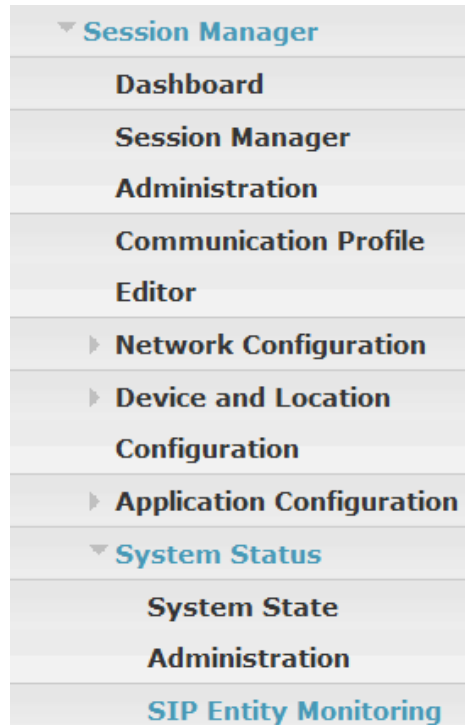 Session Manager
Dashboard
Session Manager
Administration
Communication Profile
Editor
Network Configuration
Device and Location
Configuration
Application Configuration
System Status
System State
Administration
SIP Entity Monitoring